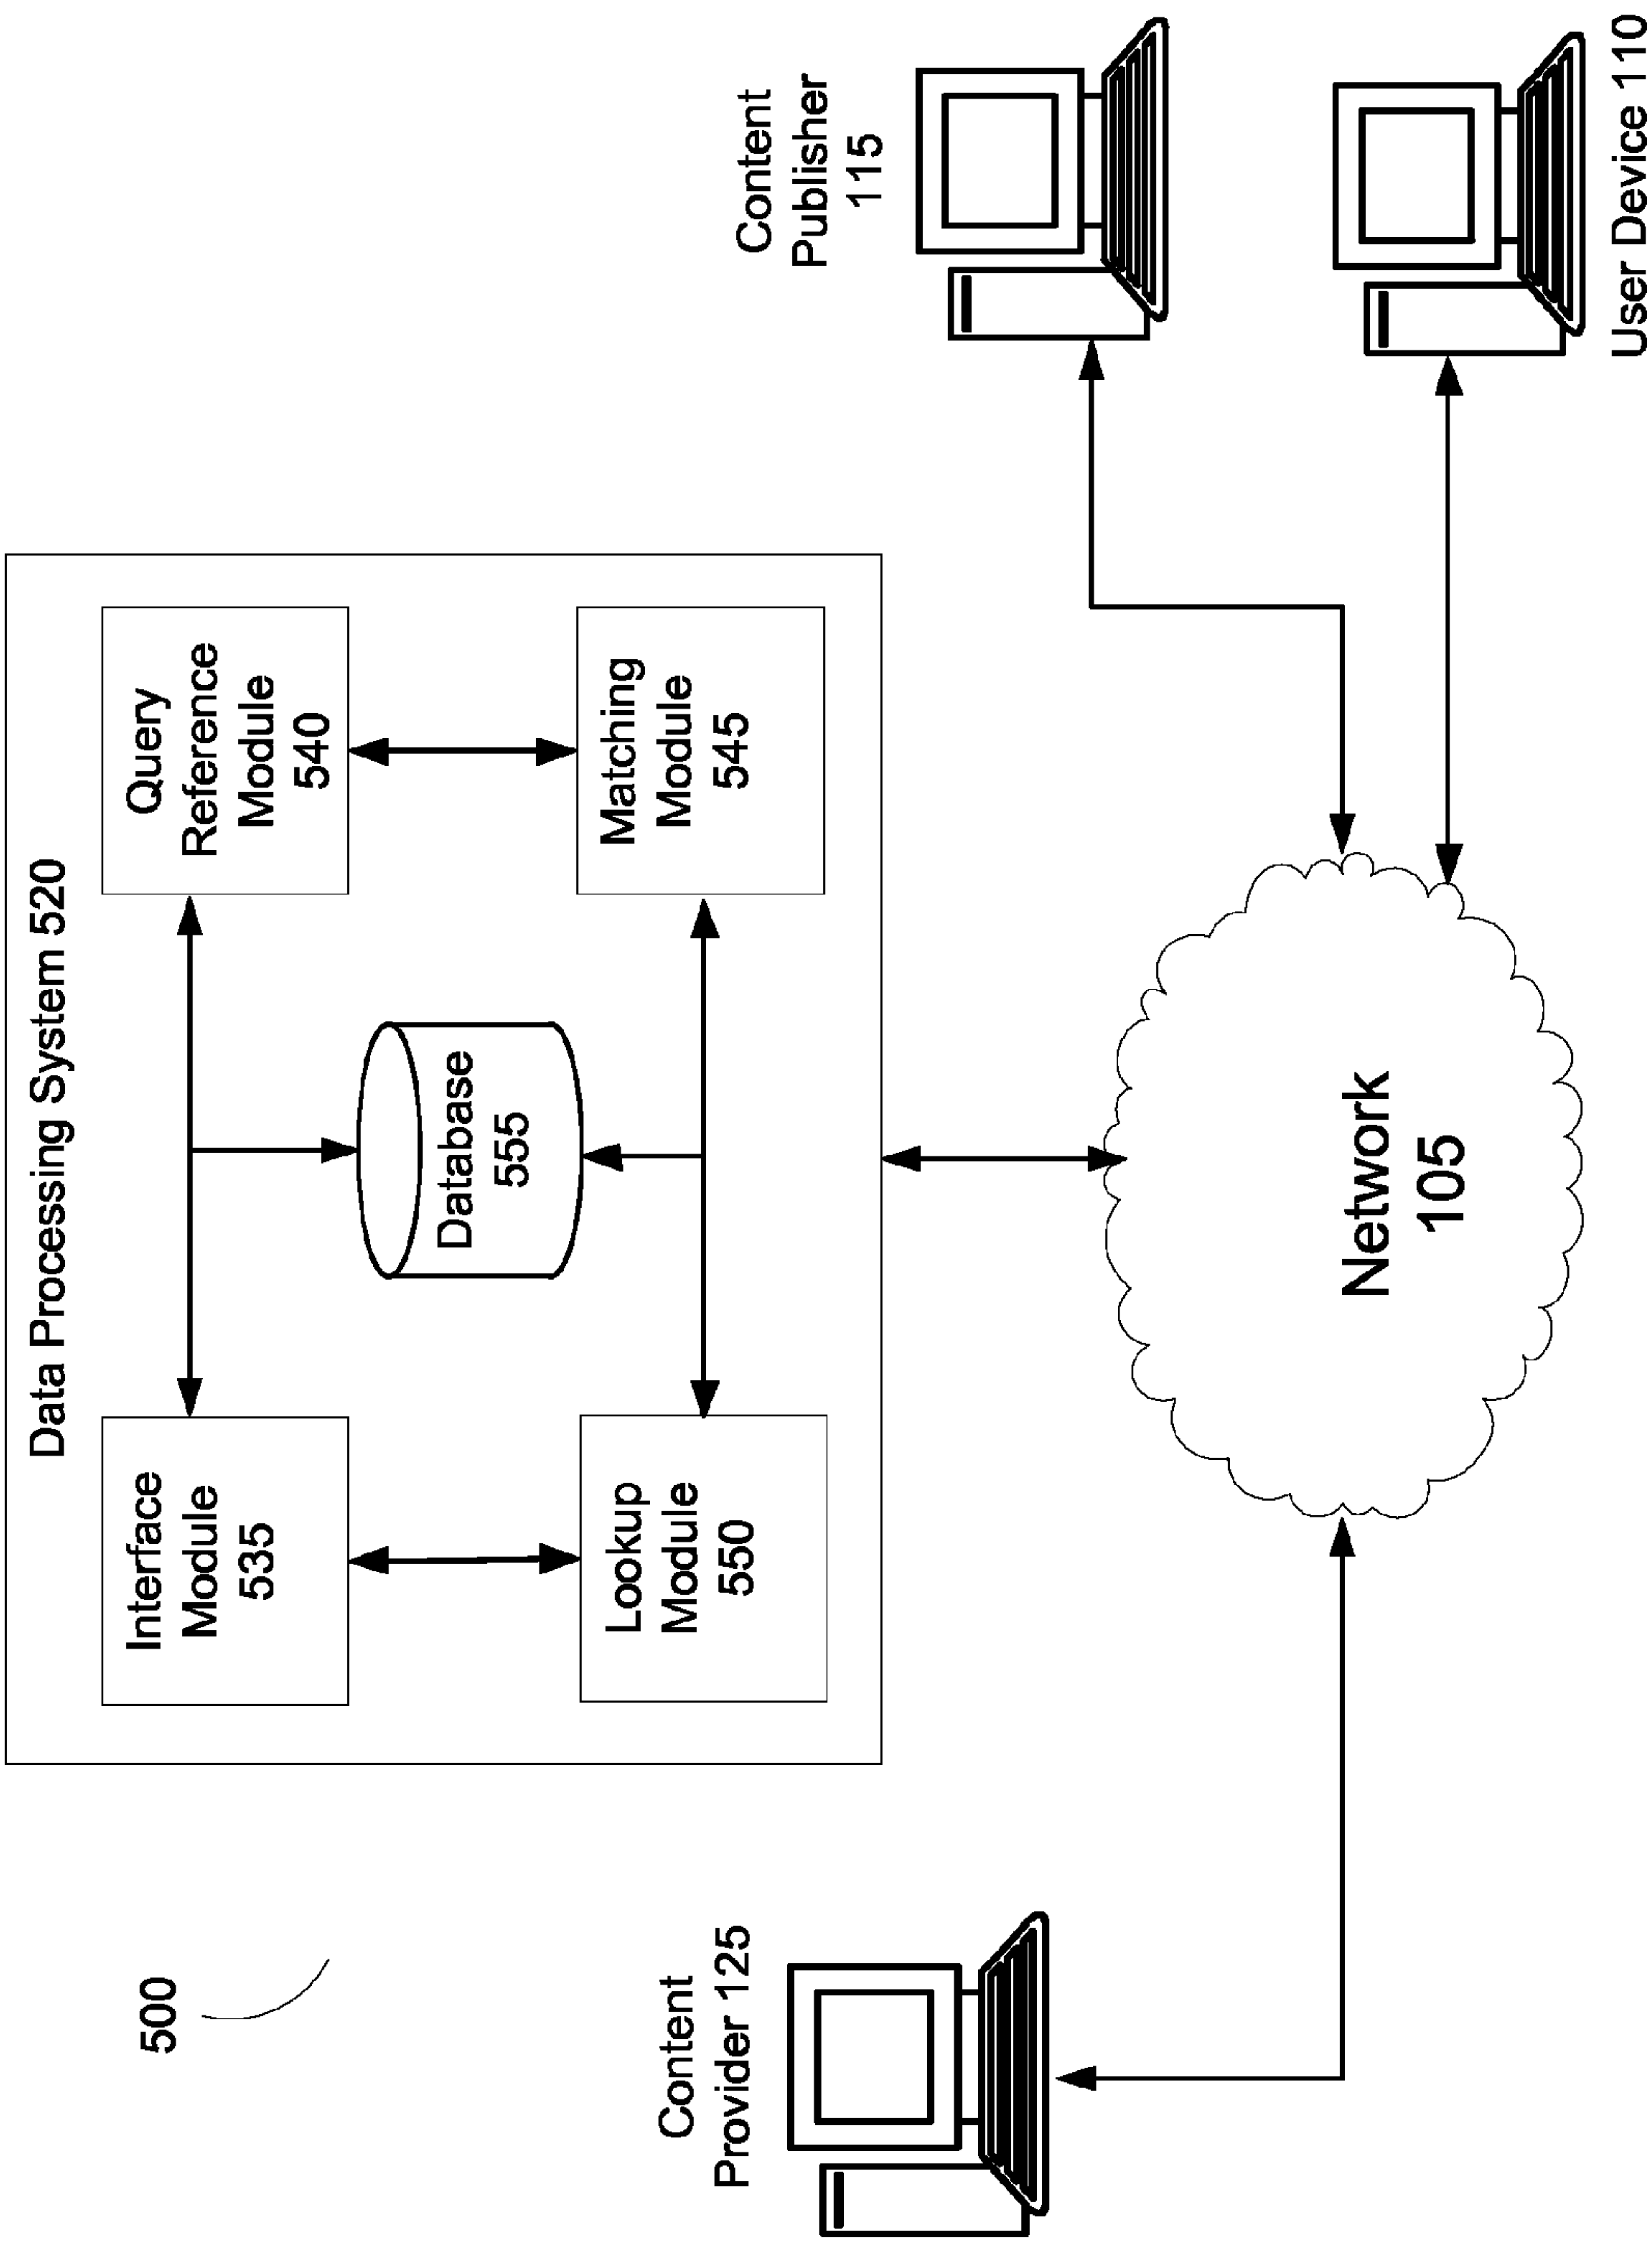 500
Data Processing System 520
Interface
Module
535
Query
Reference
Module
540
Database
555
Lookup
Module
550
Matching
Module
545
Content
Provider 125
Content
Publisher
115
Network
105
User Device 110